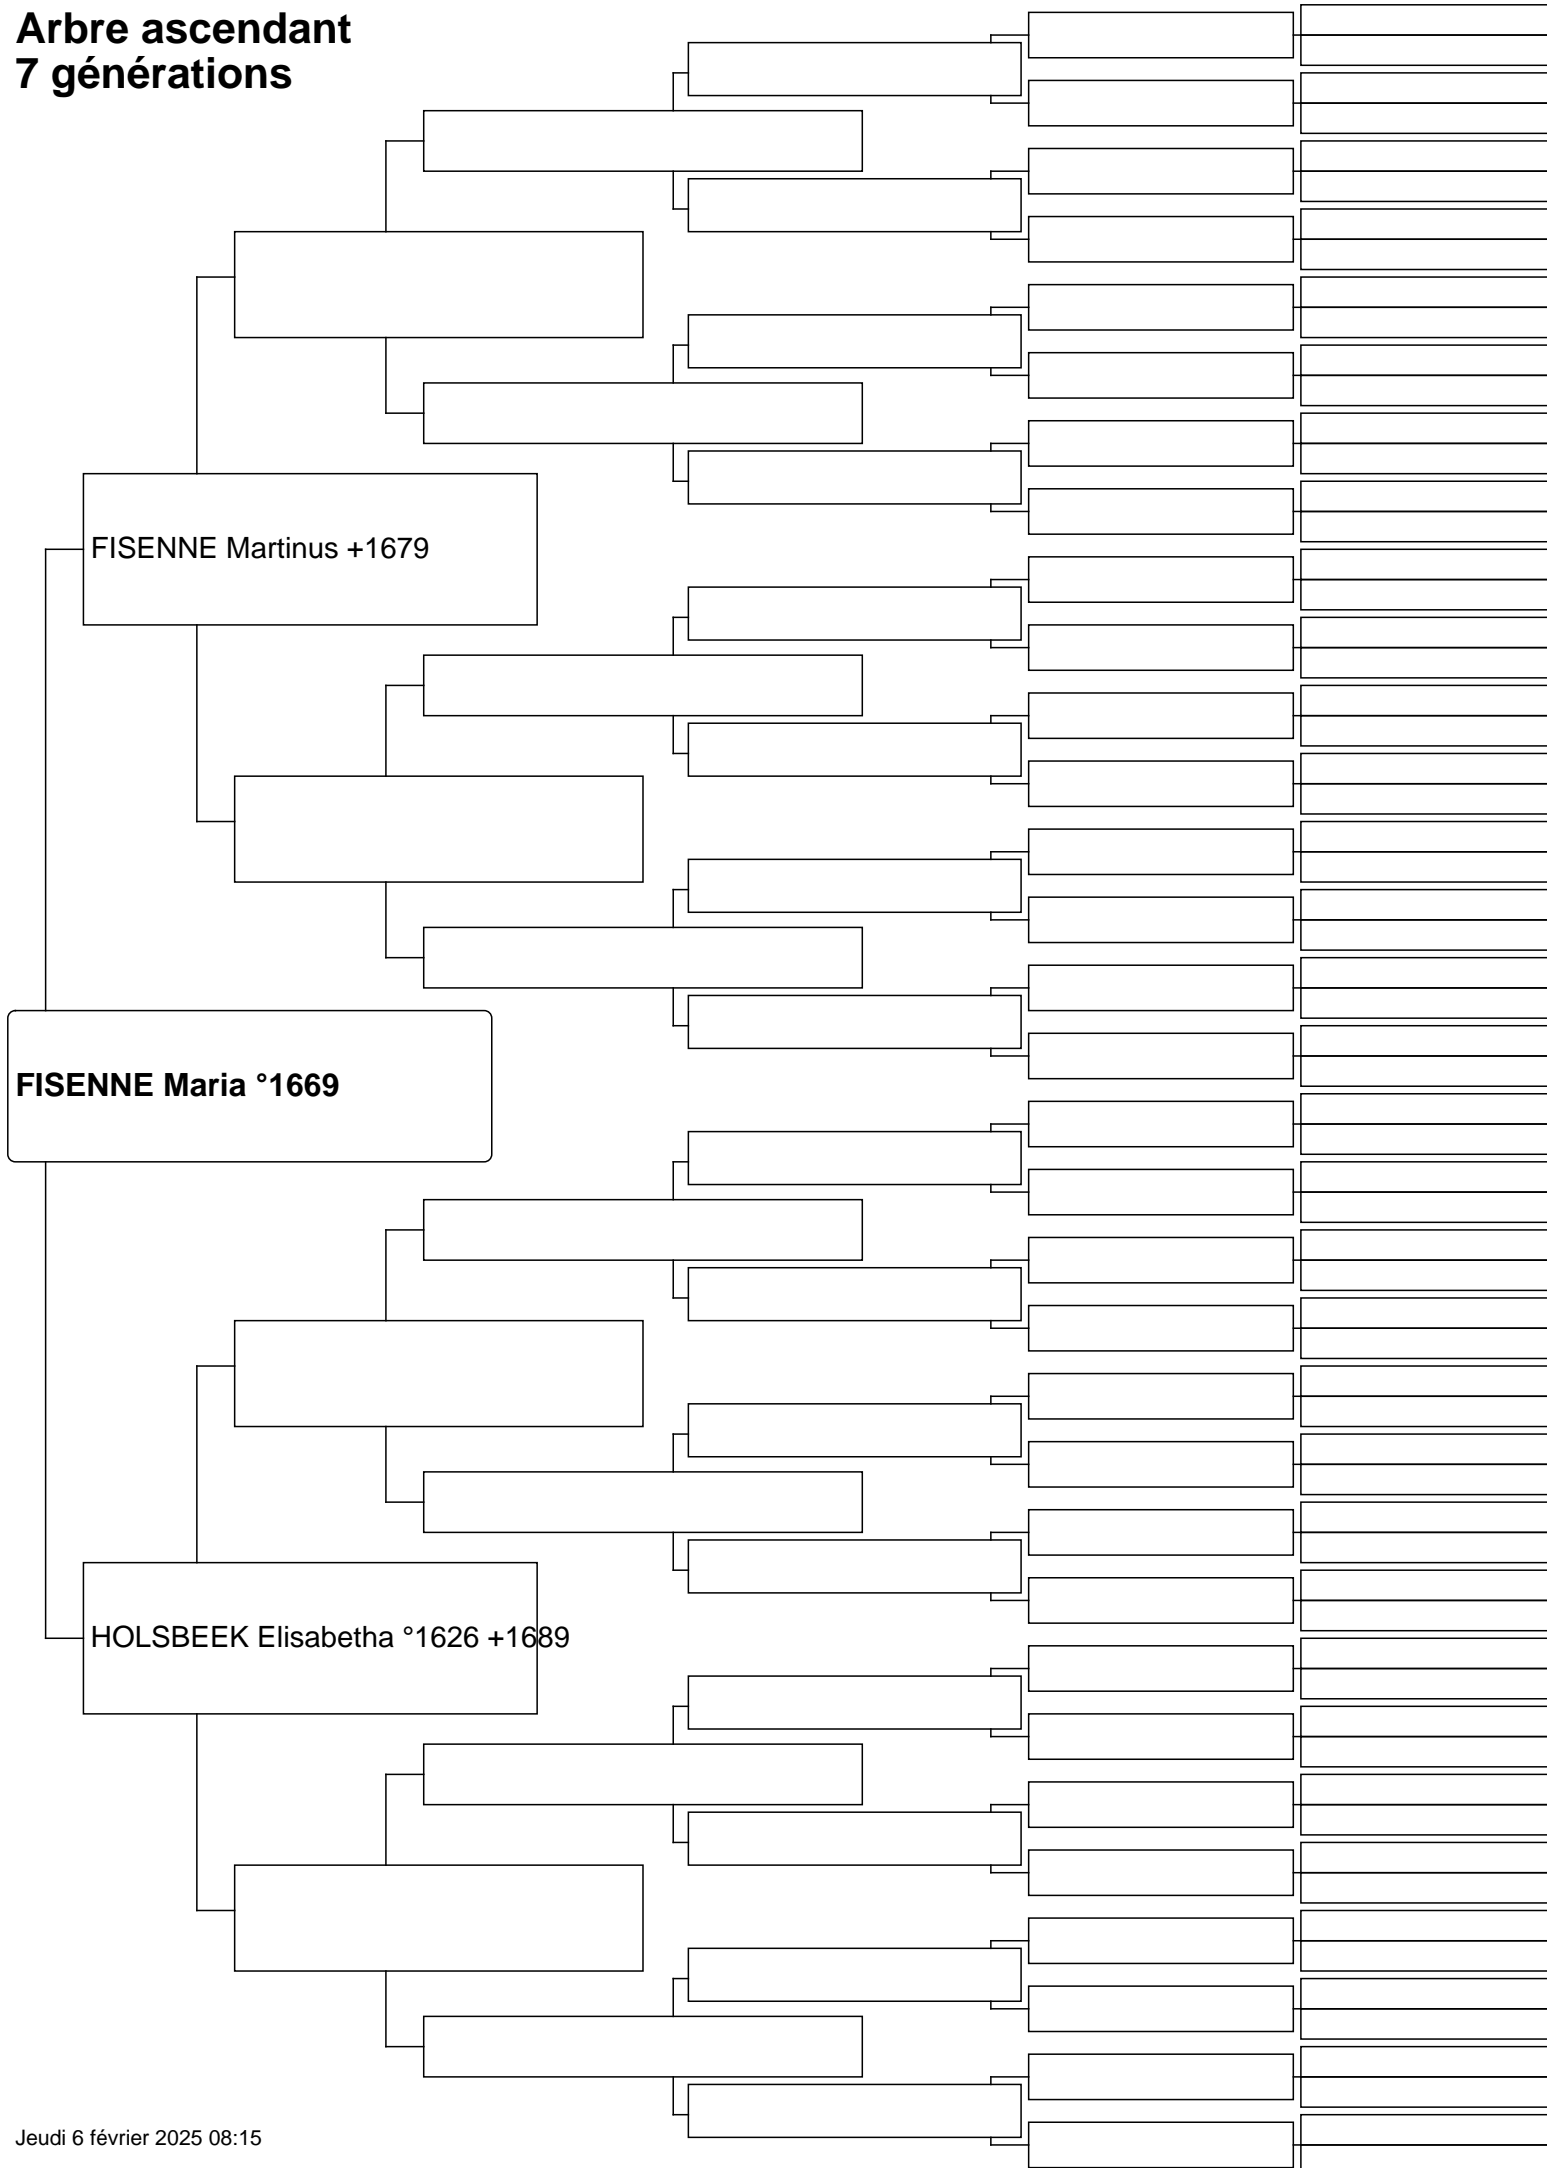 Arbre ascendant
7 générations
FISENNE Martinus +1679
FISENNE Maria °1669
HOLSBEEK Elisabetha °1626 +1689
Jeudi 6 février 2025 08:15